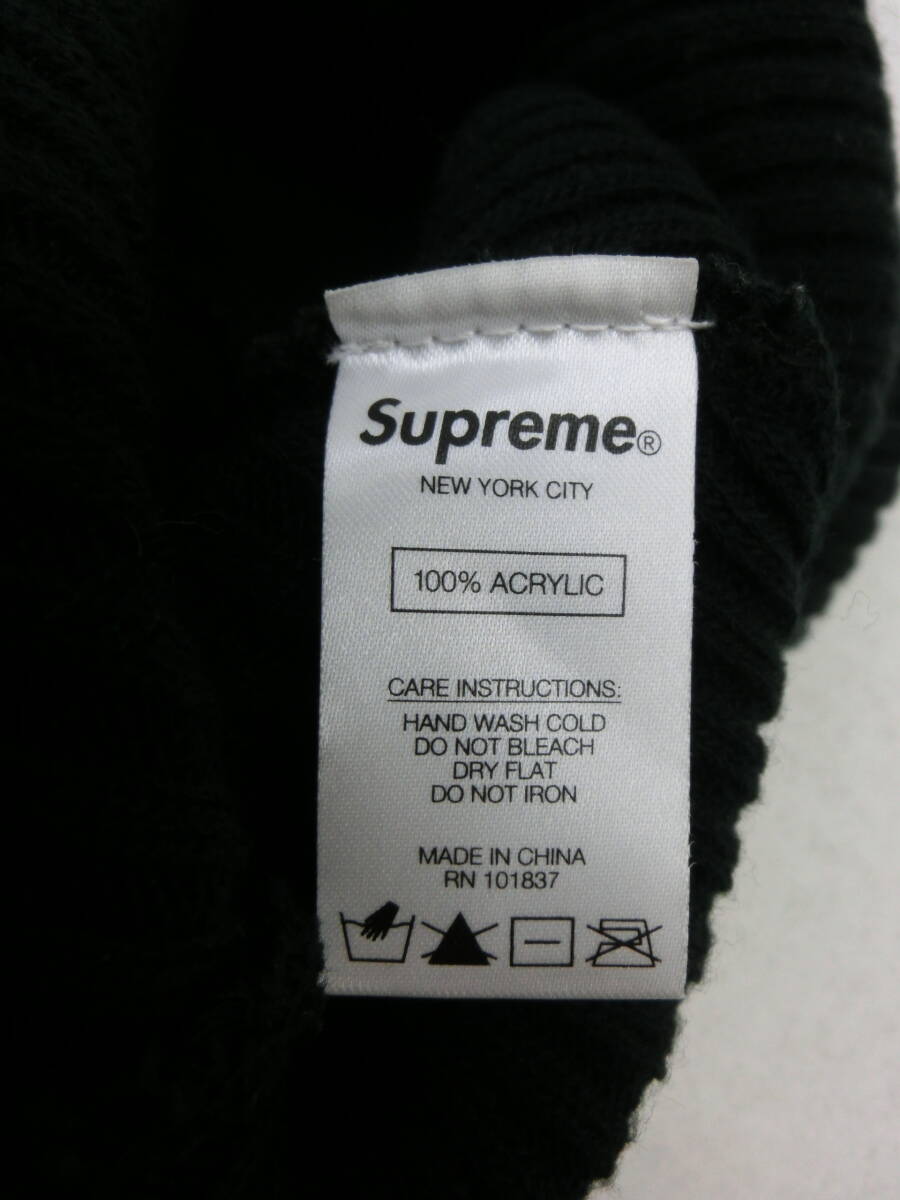 Supreme®
NEW YORK CITY
100% ACRYLIC
CARE INSTRUCTIONS:
HAND WASH COLD
DO NOT BLEACH
DRY FLAT
DO NOT IRON
MADE IN CHINA
RN 101837